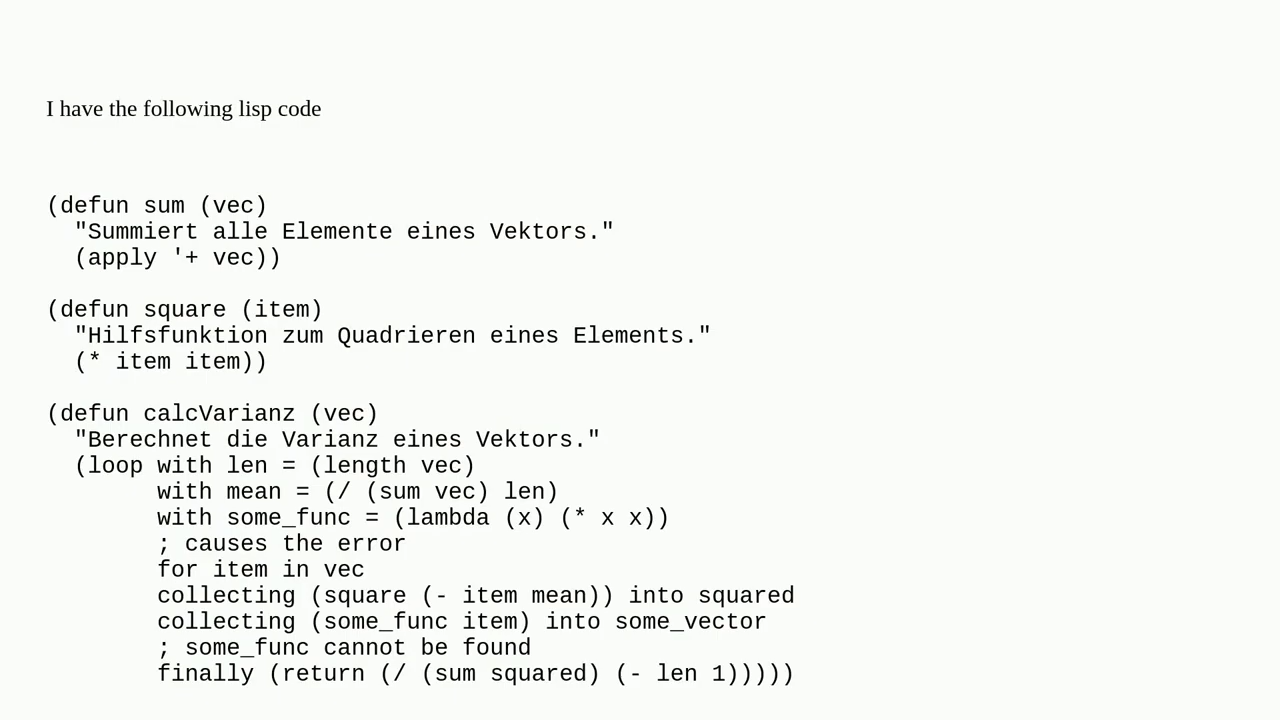 I have the following lisp code
(defun sum (vec)
  "Summiert alle Elemente eines Vektors."
  (apply '+ vec))
(defun square (item)
  "Hilfsfunktion zum Quadrieren eines Elements."
  (* item item))
(defun calcVarianz (vec)
  "Berechnet die Varianz eines Vektors."
  (loop with len = (length vec)
        with mean = (/ (sum vec) len)
        with some_func = (lambda (x) (* x x))
        ; causes the error
        for item in vec
        collecting (square (- item mean)) into squared
        collecting (some_func item) into some_vector
        ; some_func cannot be found
        finally (return (/ (sum squared) (- len 1)))))